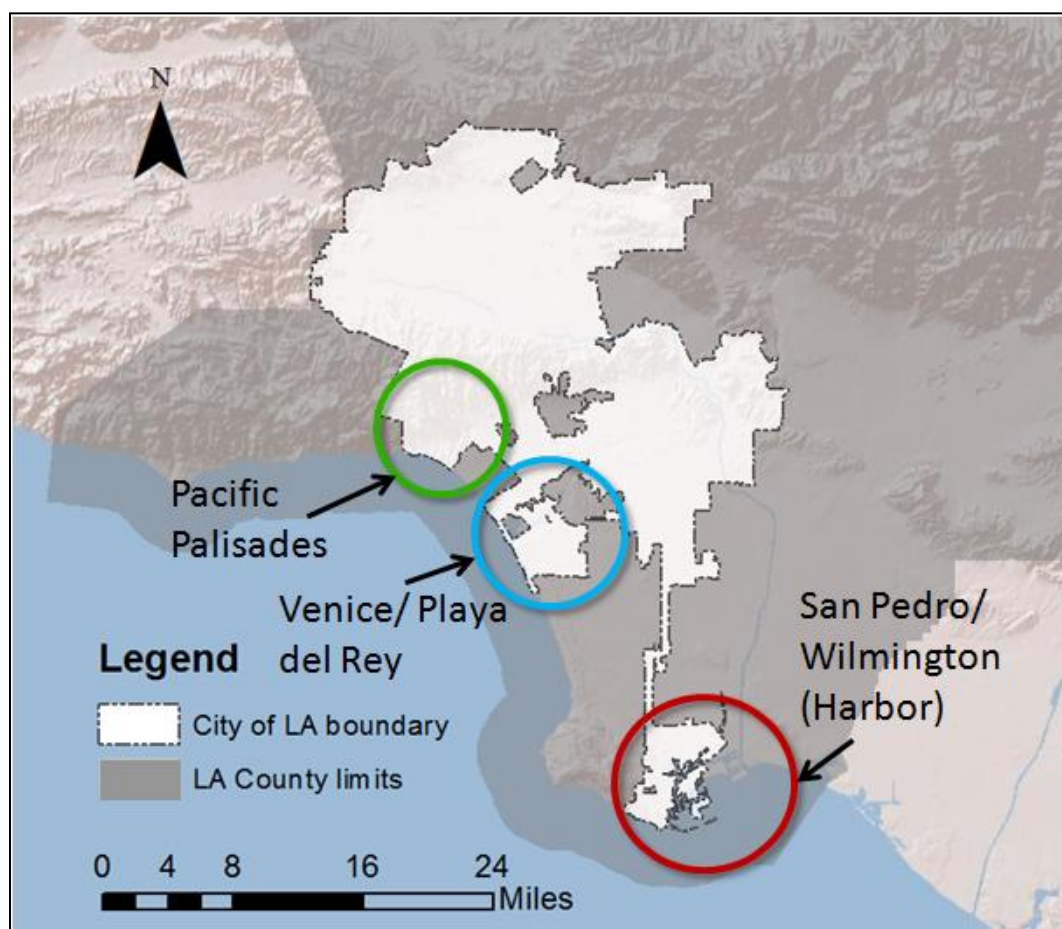 N
Pacific
Palisades
Venice/ Playa
del Rey
San Pedro/
Wilmington
(Harbor)
Legend
City of LA boundary
LA County limits
0 4 8 16 24
Miles